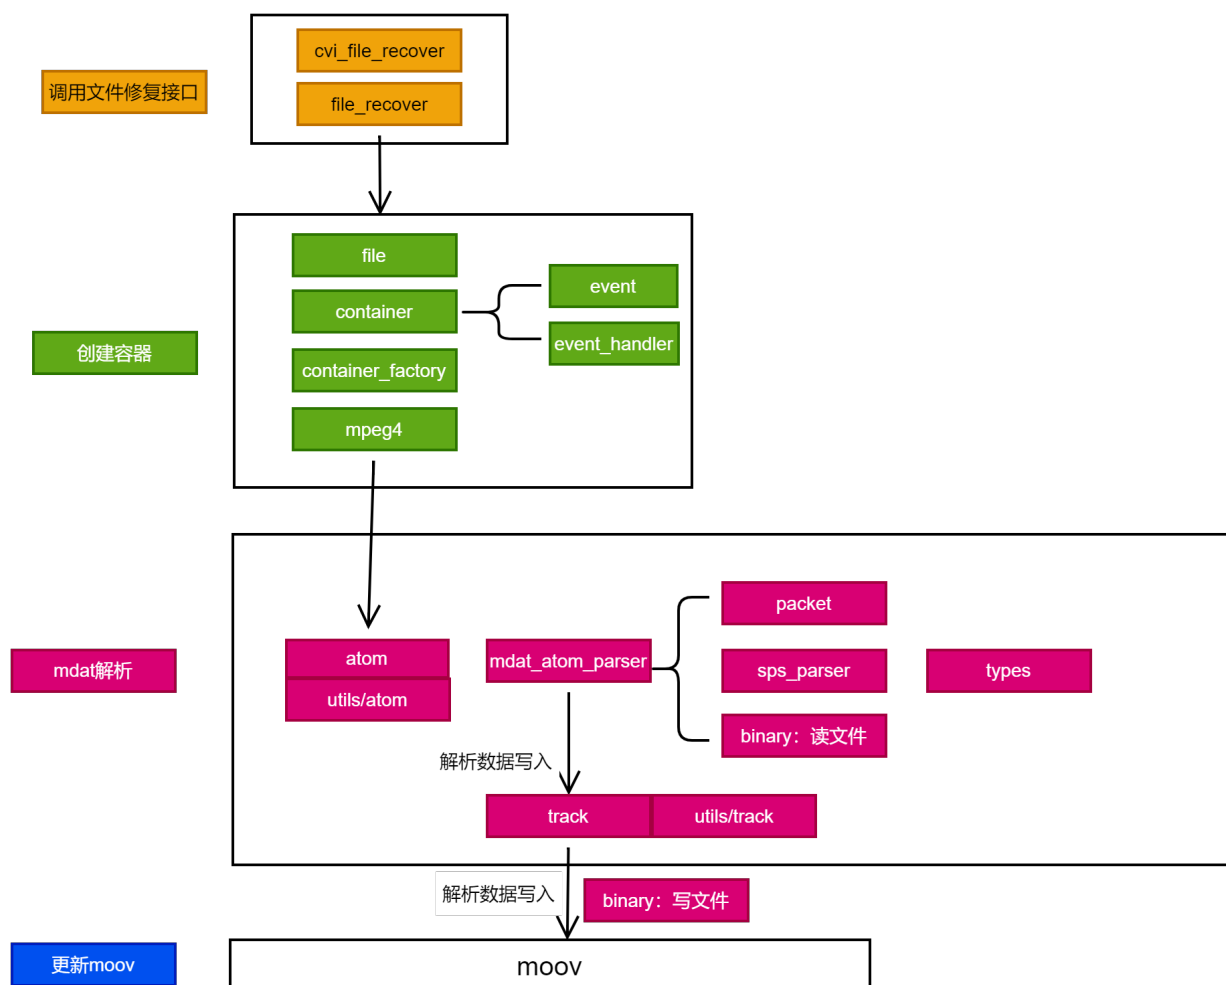 cvi_file_recover
调用文件修复接口
file_recover
file
event
container
event_handler
创建容器
container_factory
mpeg4
packet
atom
mdat_atom_parser
mdat解析
sps_parser
types
utils/atom
binary：读文件
解析数据写入
track
utils/track
解析数据写入
binary：写文件
更新moov
moov